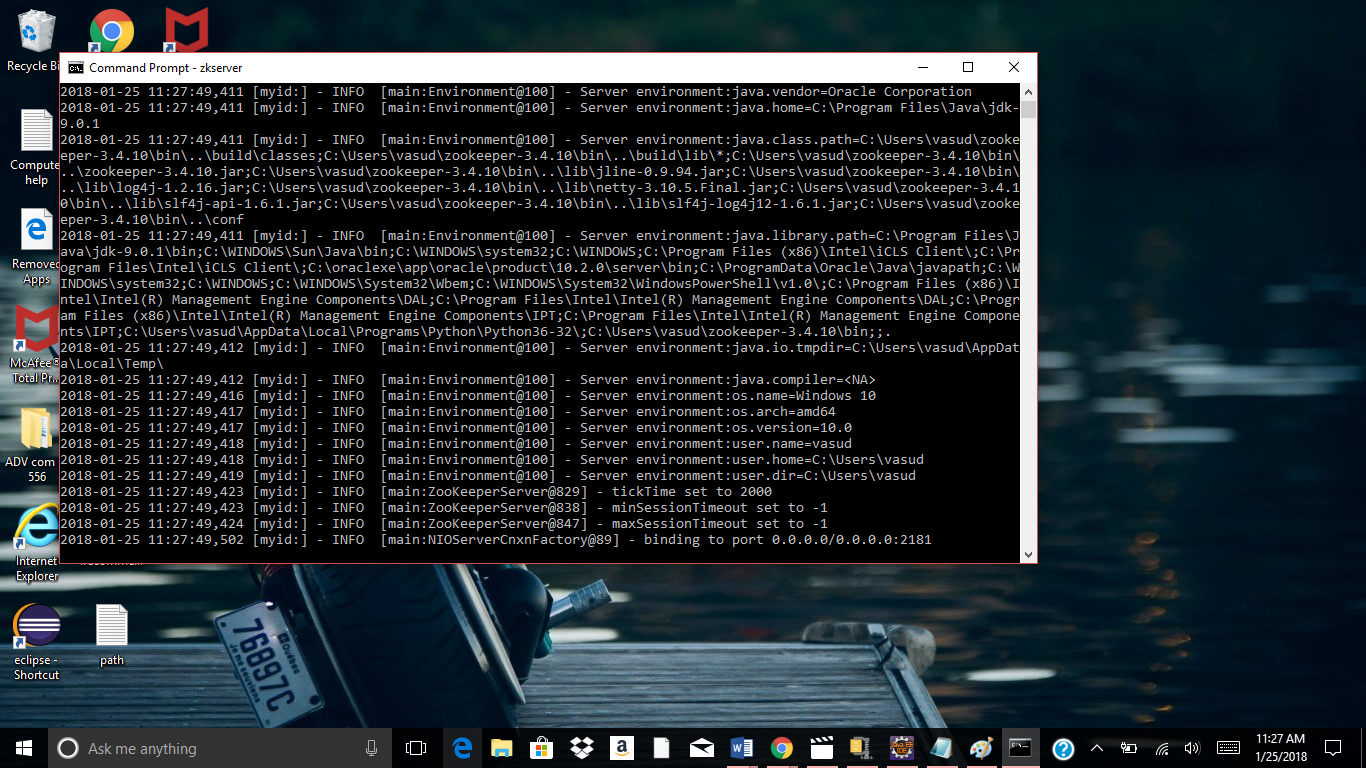 Recycle Bi
Command Prompt - zkserver
2018-01-25 11:27:49,411 [myid:] - INFO  [main:Environment@100] - Server environment:java.vendor=Oracle Corporation
2018-01-25 11:27:49,411 [myid:] - INFO  [main:Environment@100] - Server environment:java.home=C:\Program Files\Java\jdk-
9.0.1
2018-01-25 11:27:49,411 [myid:] - INFO  [main:Environment@100] - Server environment:java.class.path=C:\Users\vasud\zooke
eper-3.4.10\bin\..\build\classes;C:\Users\vasud\zookeeper-3.4.10\bin\..\build\lib\*;C:\Users\vasud\zookeeper-3.4.10\bin\
..\zookeeper-3.4.10.jar;C:\Users\vasud\zookeeper-3.4.10\bin\..\lib\jline-0.9.94.jar;C:\Users\vasud\zookeeper-3.4.10\bin\
..\lib\log4j-1.2.16.jar;C:\Users\vasud\zookeeper-3.4.10\bin\..\lib\netty-3.10.5.Final.jar;C:\Users\vasud\zookeeper-3.4.1
0\bin\..\lib\slf4j-api-1.6.1.jar;C:\Users\vasud\zookeeper-3.4.10\bin\..\lib\slf4j-log4j12-1.6.1.jar;C:\Users\vasud\zooke
eper-3.4.10\bin\..\conf
2018-01-25 11:27:49,411 [myid:] - INFO  [main:Environment@100] - Server environment:java.library.path=C:\Program Files\J
ava\jdk-9.0.1\bin;C:\WINDOWS\Sun\Java\bin;C:\WINDOWS\system32;C:\WINDOWS;C:\Program Files (x86)\Intel\iCLS Client\;C:\Pr
ogram Files\Intel\iCLS Client\;C:\oraclexe\app\oracle\product\10.2.0\server\bin;C:\ProgramData\Oracle\Java\javapath;C:\W
INDOWS\system32;C:\WINDOWS;C:\WINDOWS\System32\Wbem;C:\WINDOWS\System32\WindowsPowerShell\v1.0\;C:\Program Files (x86)\I
ntel\Intel(R) Management Engine Components\DAL;C:\Program Files\Intel\Intel(R) Management Engine Components\DAL;C:\Progr
am Files (x86)\Intel\Intel(R) Management Engine Components\IPT;C:\Program Files\Intel\Intel(R) Management Engine Compone
nts\IPT;C:\Users\vasud\AppData\Local\Programs\Python\Python36-32\;C:\Users\vasud\zookeeper-3.4.10\bin;;.
2018-01-25 11:27:49,412 [myid:] - INFO  [main:Environment@100] - Server environment:java.io.tmpdir=C:\Users\vasud\AppDat
a\Local\Temp\
2018-01-25 11:27:49,412 [myid:] - INFO  [main:Environment@100] - Server environment:java.compiler=<NA>
2018-01-25 11:27:49,416 [myid:] - INFO  [main:Environment@100] - Server environment:os.name=Windows 10
2018-01-25 11:27:49,417 [myid:] - INFO  [main:Environment@100] - Server environment:os.arch=amd64
2018-01-25 11:27:49,417 [myid:] - INFO  [main:Environment@100] - Server environment:os.version=10.0
2018-01-25 11:27:49,418 [myid:] - INFO  [main:Environment@100] - Server environment:user.name=vasud
2018-01-25 11:27:49,418 [myid:] - INFO  [main:Environment@100] - Server environment:user.home=C:\Users\vasud
2018-01-25 11:27:49,419 [myid:] - INFO  [main:Environment@100] - Server environment:user.dir=C:\Users\vasud
2018-01-25 11:27:49,423 [myid:] - INFO  [main:ZooKeeperServer@829] - tickTime set to 2000
2018-01-25 11:27:49,423 [myid:] - INFO  [main:ZooKeeperServer@838] - minSessionTimeout set to -1
2018-01-25 11:27:49,424 [myid:] - INFO  [main:ZooKeeperServer@847] - maxSessionTimeout set to -1
2018-01-25 11:27:49,502 [myid:] - INFO  [main:NIOServerCnxnFactory@89] - binding to port 0.0.0.0/0.0.0.0:2181
Compute
help
Removed
Apps
McAfee®
Total Pr...
ADV com
556
Internet
Explorer
eclipse -
Shortcut
path
Québec
76897C
Je me souviens
Ask me anything
11:27 AM
1/25/2018